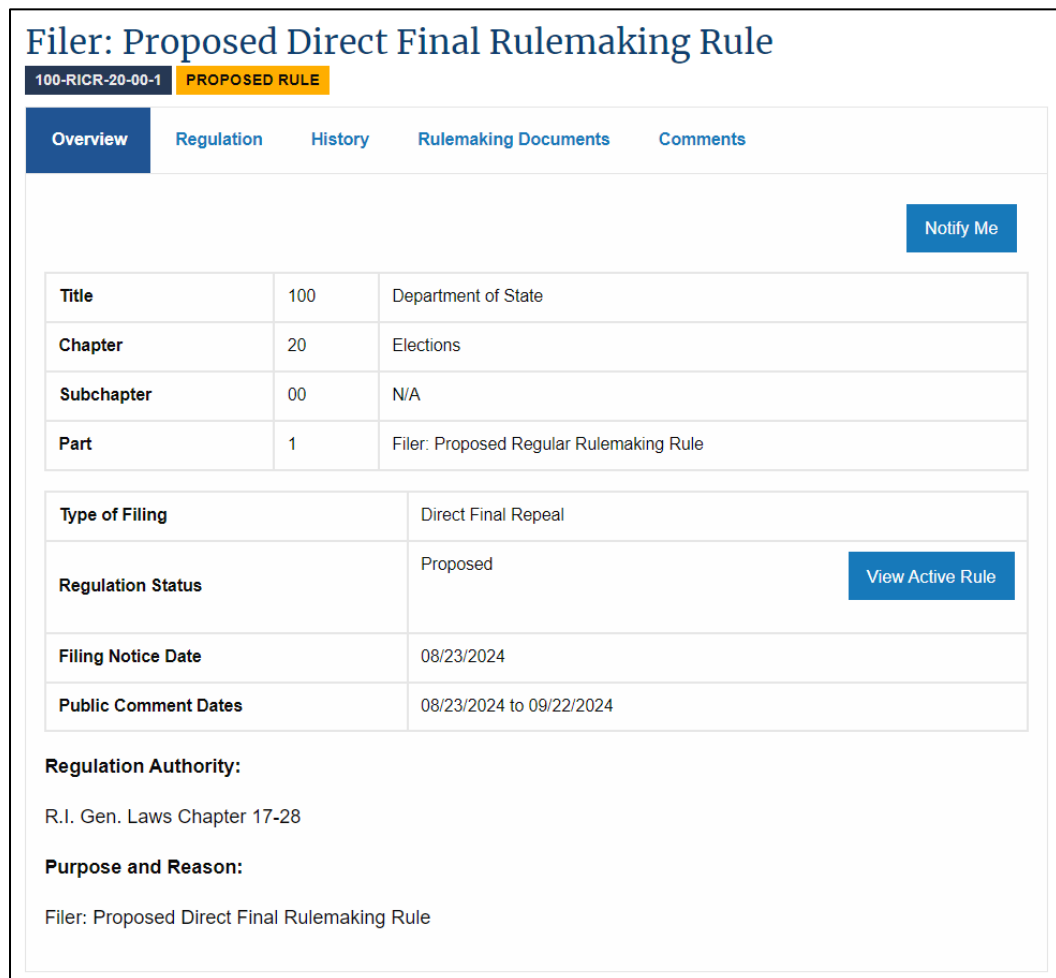 Filer: Proposed Direct Final Rulemaking Rule
100-RICR-20-00-1 PROPOSED RULE
Overview Regulation History Rulemaking Documents Comments
Notify Me
Title 100 Department of State
Chapter 20 Elections
Subchapter 00 N/A
Part 1 Filer: Proposed Regular Rulemaking Rule
Type of Filing Direct Final Repeal
Regulation Status Proposed View Active Rule
Filing Notice Date 08/23/2024
Public Comment Dates 08/23/2024 to 09/22/2024
Regulation Authority:
R.I. Gen. Laws Chapter 17-28
Purpose and Reason:
Filer: Proposed Direct Final Rulemaking Rule